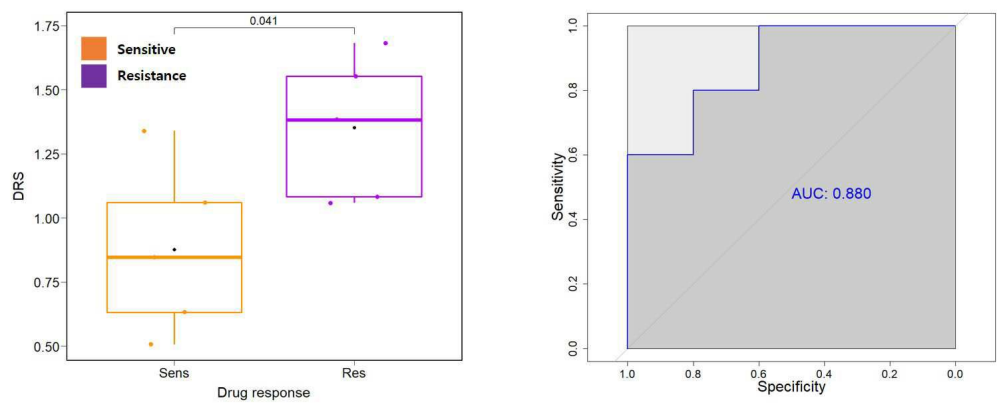 0.041
1.75
1.50
1.25
1.00
0.75
0.50
DRS
Sensitive
Resistance
Sens
Res
Drug response
1.0
0.8
0.6
0.4
0.2
0.0
Sensitivity
AUC: 0.880
1.0
0.8
0.6
0.4
0.2
0.0
Specificity